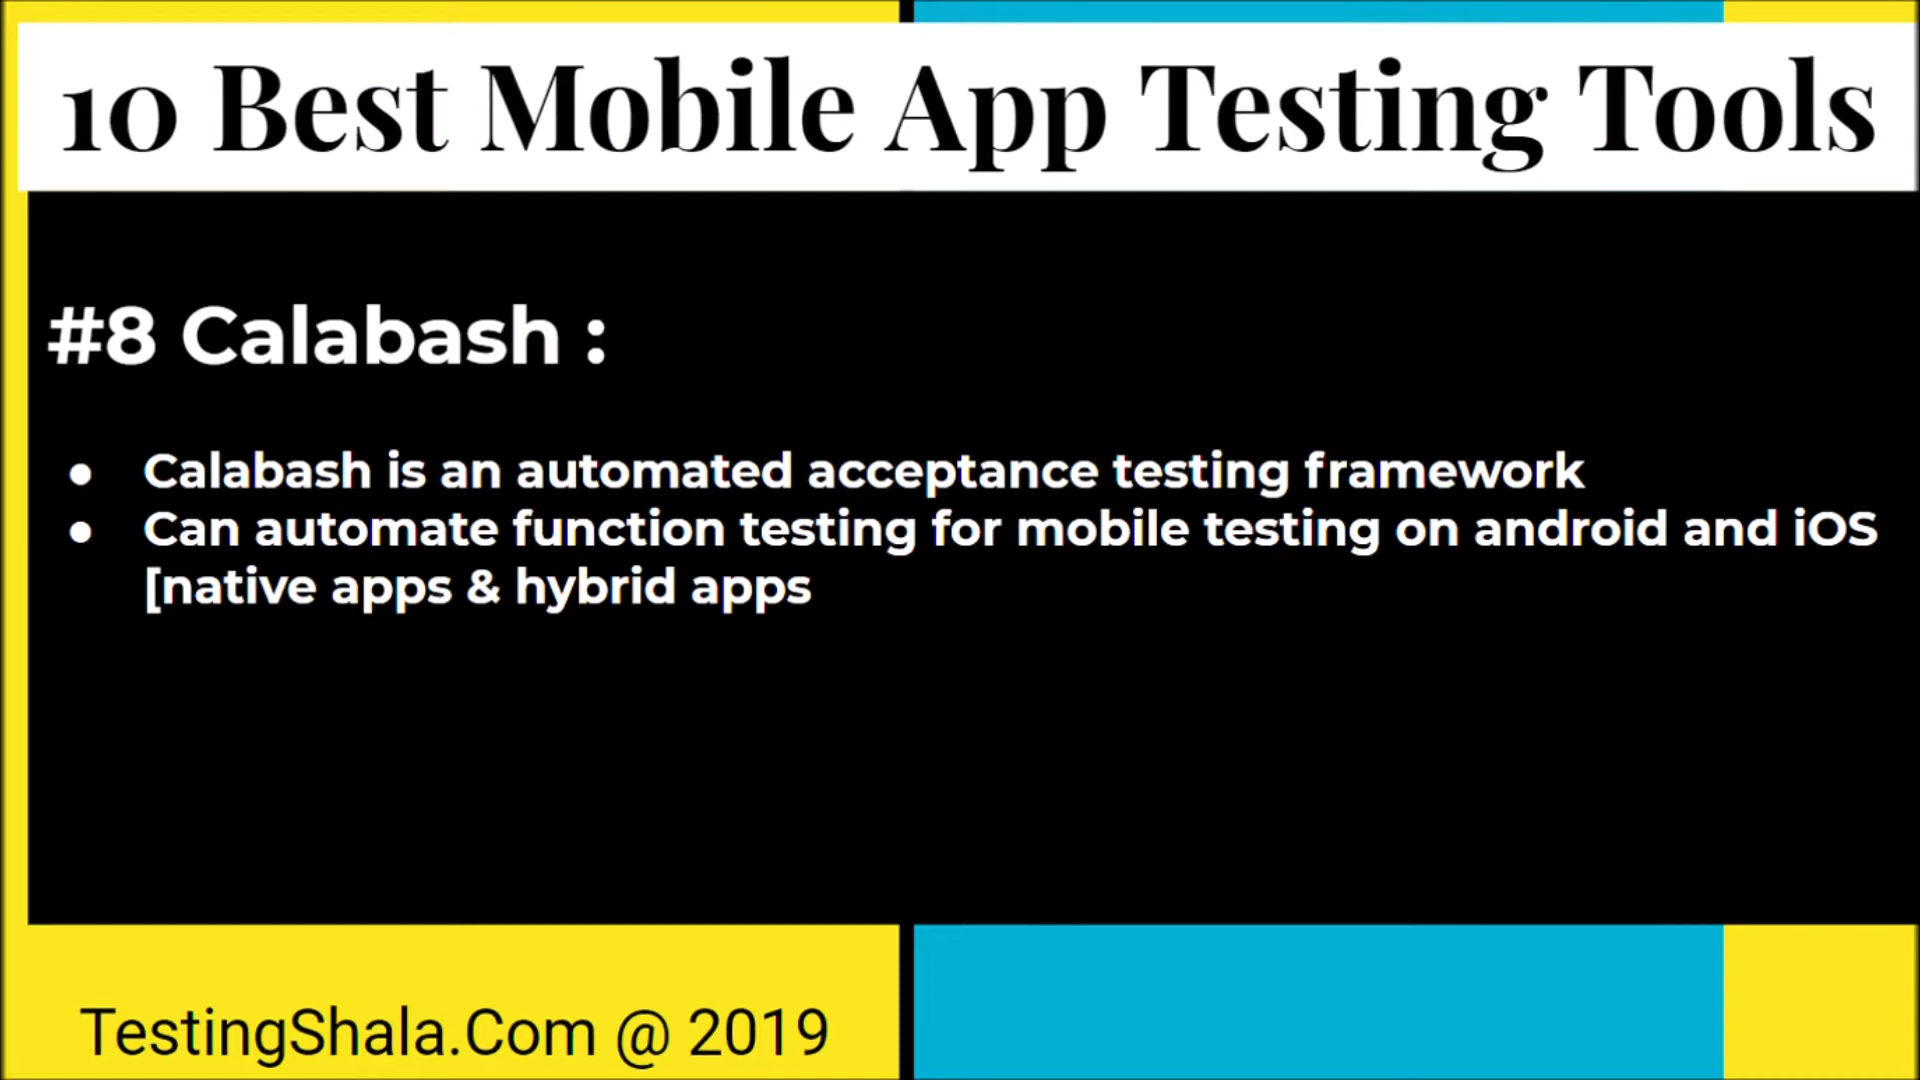 10 Best Mobile App Testing Tools
#8 Calabash :
● Calabash is an automated acceptance testing framework
● Can automate function testing for mobile testing on android and iOS
[native apps & hybrid apps
TestingShala.Com @ 2019